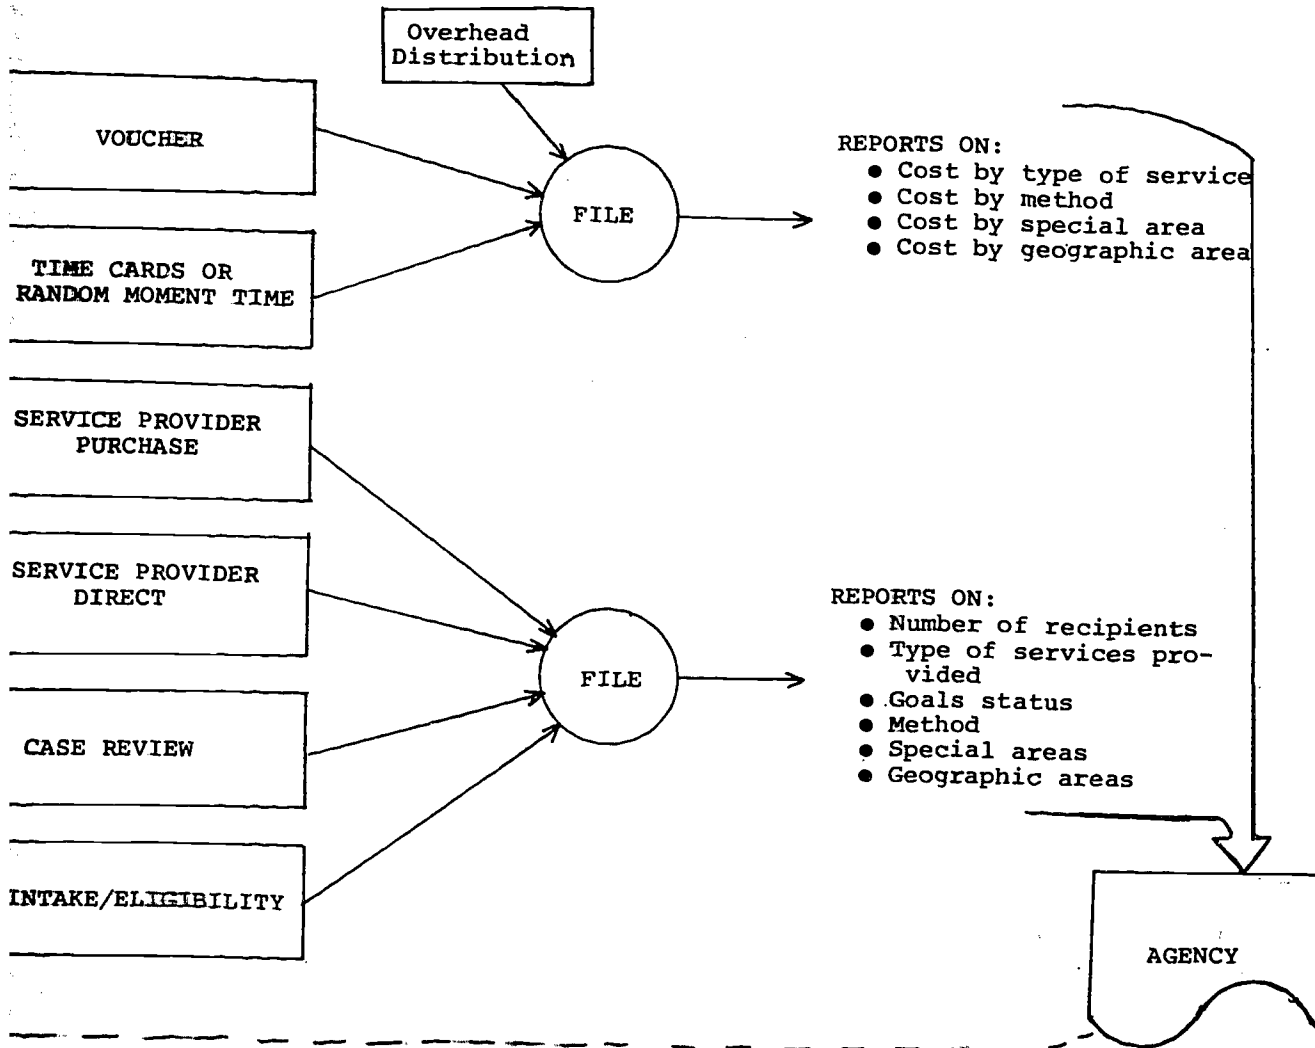 Overhead
Distribution
VOUCHER
TIME CARDS OR
RANDOM MOMENT TIME
FILE
REPORTS ON:
● Cost by type of service
● Cost by method
● Cost by special area
● Cost by geographic area
SERVICE PROVIDER
PURCHASE
SERVICE PROVIDER
DIRECT
CASE REVIEW
INTAKE/ELIGIBILITY
FILE
REPORTS ON:
● Number of recipients
● Type of services pro-
vided
● Goals status
● Method
● Special areas
● Geographic areas
AGENCY